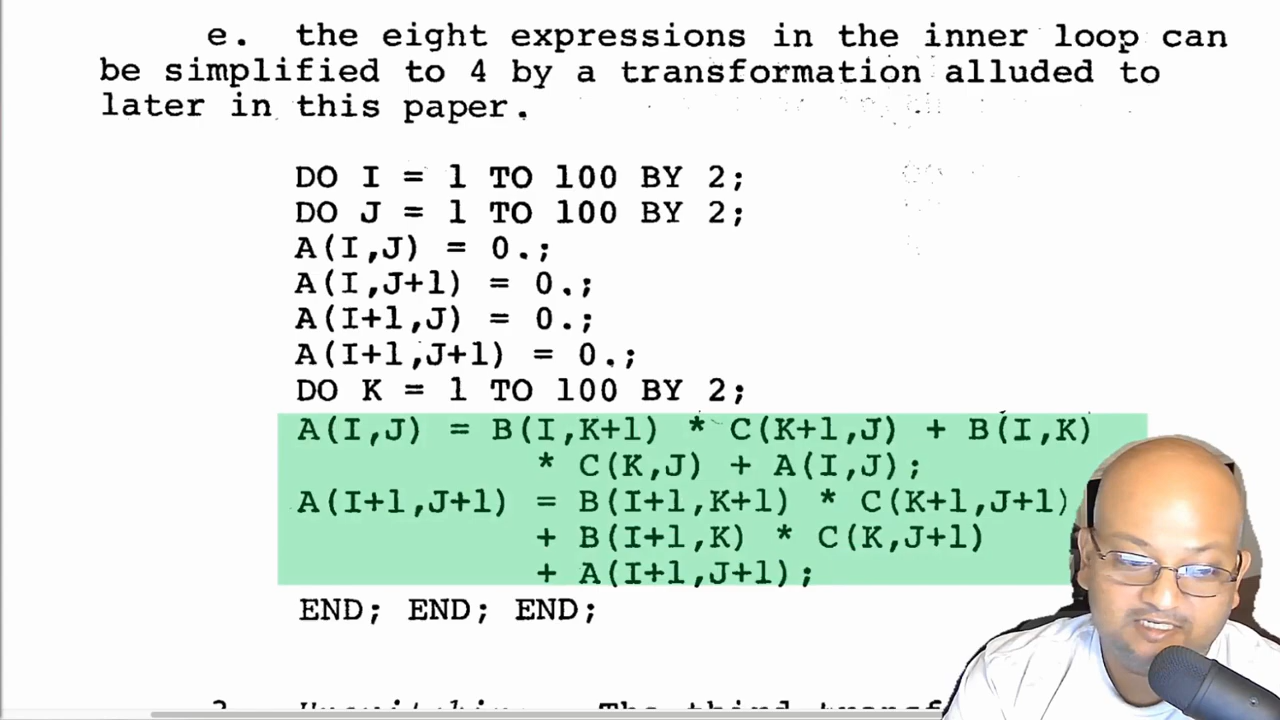 e. the eight expressions in the inner loop can
be simplified to 4 by a transformation alluded to
later in this paper.
DO I = 1 TO 100 BY 2;
DO J = 1 TO 100 BY 2;
A(I,J) = 0.;
A(I,J+1) = 0.;
A(I+1,J) = 0.;
A(I+1,J+1) = 0.;
DO K = 1 TO 100 BY 2;
A(I,J) = B(I,K+1) * C(K+1,J) + B(I,K)
* C(K,J) + A(I,J);
A(I+1,J+1) = B(I+1,K+1) * C(K+1,J+1)
+ B(I+1,K) * C(K,J+1)
+ A(I+1,J+1);
END; END; END;
The third